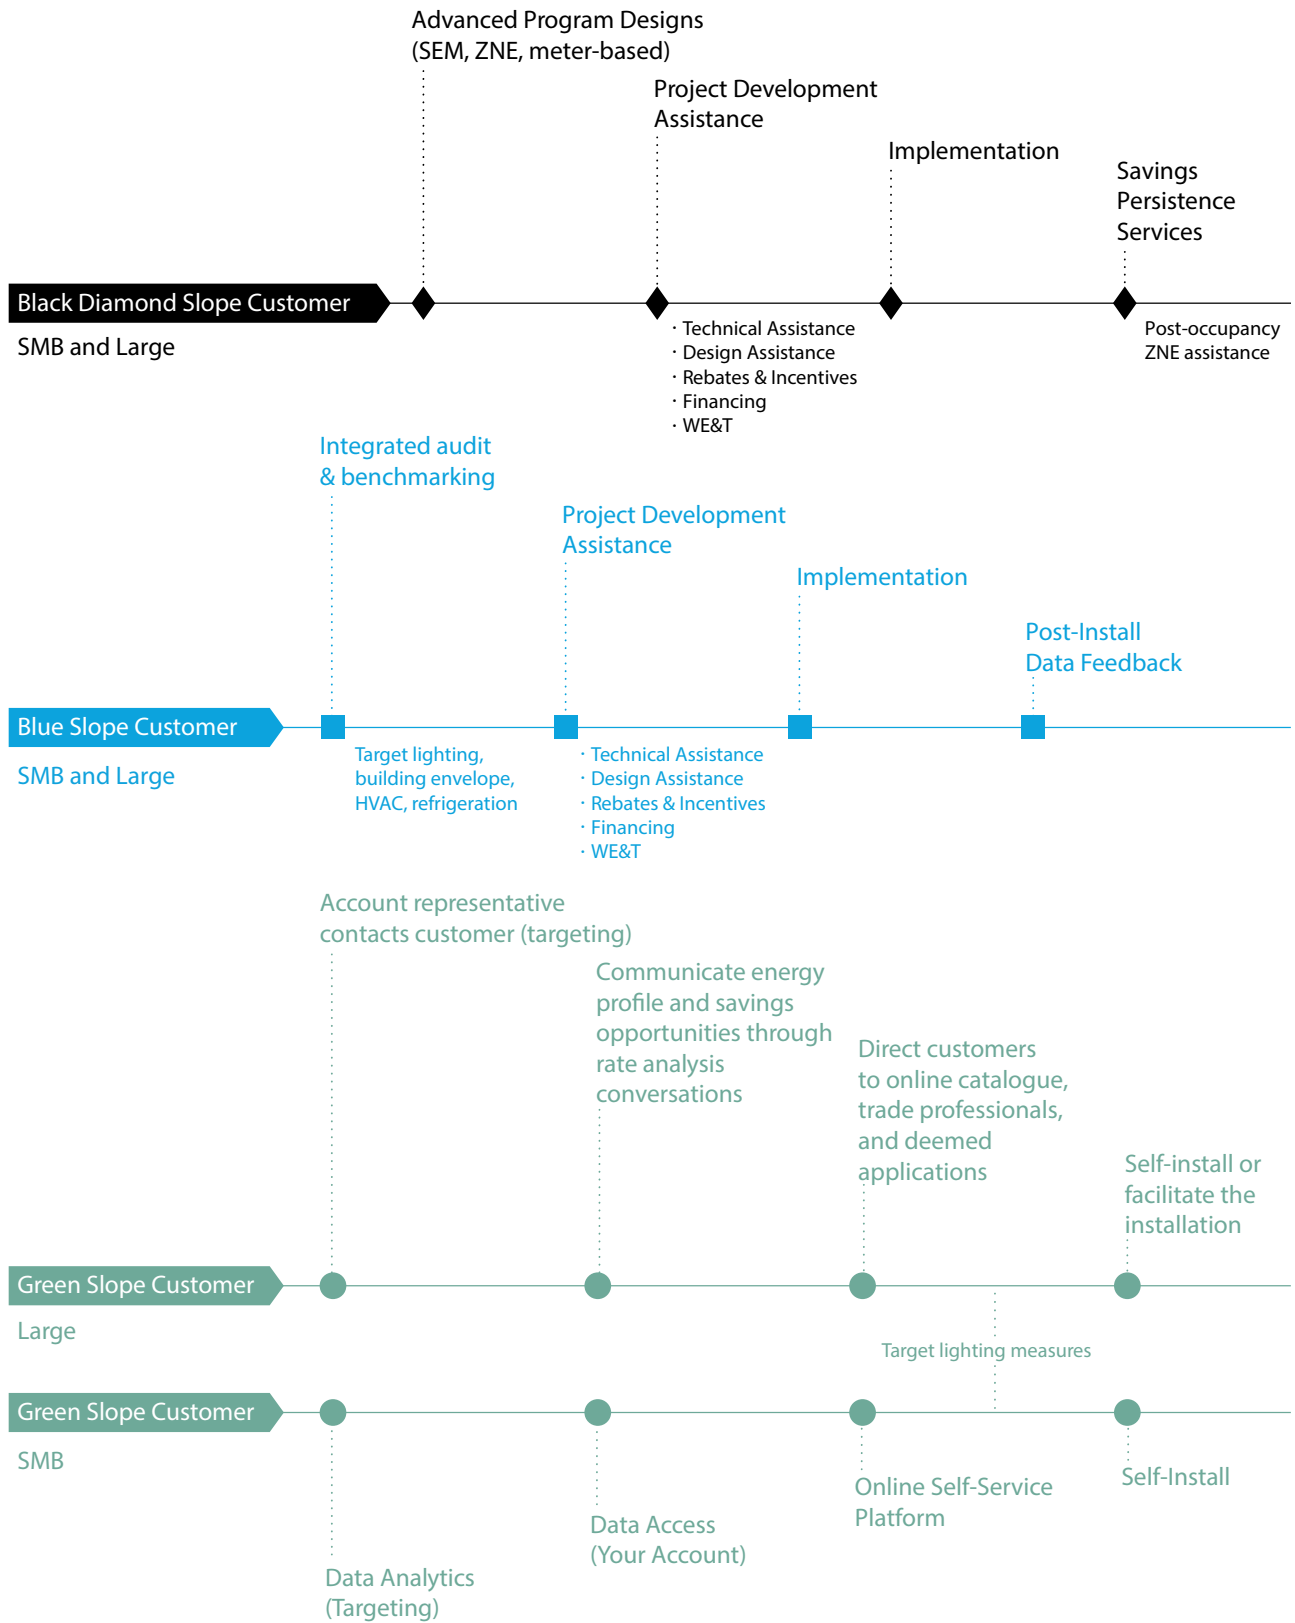 Advanced Program Designs
(SEM, ZNE, meter-based)
Project Development
Assistance
Implementation
Savings
Persistence
Services
Black Diamond Slope Customer
SMB and Large
· Technical Assistance
· Design Assistance
· Rebates & Incentives
· Financing
· WE&T
Post-occupancy
ZNE assistance
Integrated audit
& benchmarking
Project Development
Assistance
Implementation
Post-Install
Data Feedback
Blue Slope Customer
SMB and Large
Target lighting,
building envelope,
HVAC, refrigeration
· Technical Assistance
· Design Assistance
· Rebates & Incentives
· Financing
· WE&T
Account representative
contacts customer (targeting)
Communicate energy
profile and savings
opportunities through
rate analysis
conversations
Direct customers
to online catalogue,
trade professionals,
and deemed
applications
Self-install or
facilitate the
installation
Green Slope Customer
Large
Target lighting measures
Green Slope Customer
SMB
Data Analytics
(Targeting)
Data Access
(Your Account)
Online Self-Service
Platform
Self-Install